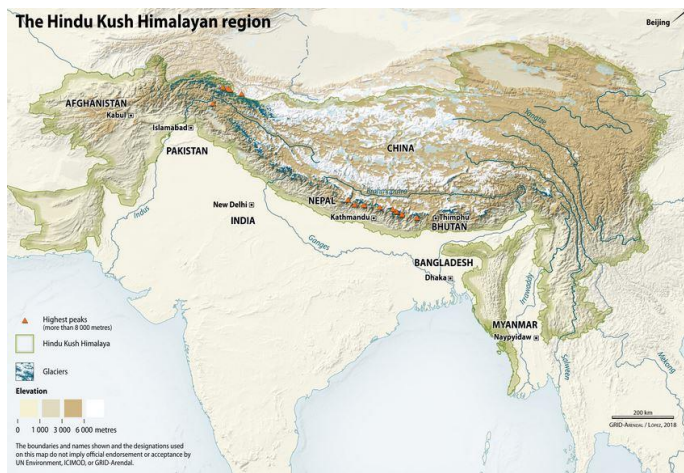 The Hindu Kush Himalayan region
Beijing
AFGHANISTAN
Kabul
Islamabad
PAKISTAN
CHINA
Yangtze
Indus
New Delhi
INDIA
NEPAL
Kathmandu
Brahmaputra
Thimphu
BHUTAN
Ganges
BANGLADESH
Dhaka
Irrawaddy
MYANMAR
Naypyidaw
Salween
Mekong
Highest peaks
(more than 8 000 metres)
Hindu Kush Himalaya
Glaciers
Elevation
0 1 000 3 000 6 000 metres
The boundaries and names shown and the designations used
on this map do not imply official endorsement or acceptance by
UN Environment, ICIMOD, or GRID-Arendal.
200 km
GRID-ARENDAL / LOPEZ, 2018